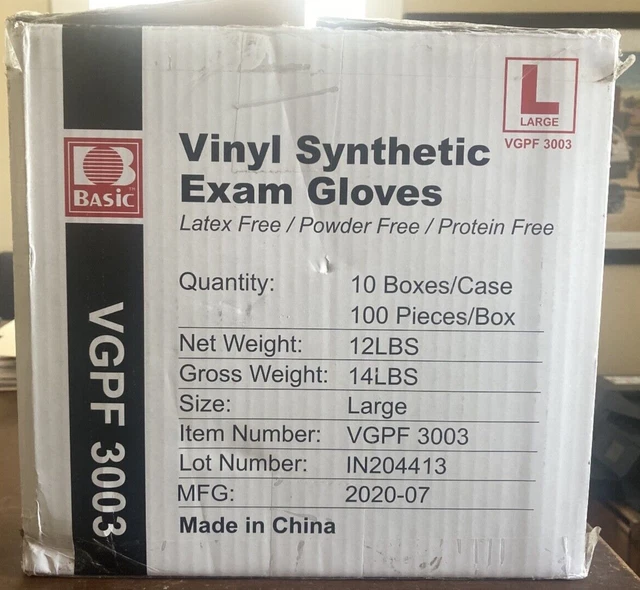 L
LARGE
VGPF 3003
B
BASIC™
Vinyl Synthetic
Exam Gloves
Latex Free / Powder Free / Protein Free
Quantity: 10 Boxes/Case
100 Pieces/Box
Net Weight: 12LBS
Gross Weight: 14LBS
Size: Large
Item Number: VGPF 3003
Lot Number: IN204413
MFG: 2020-07
Made in China
VGPF 3003